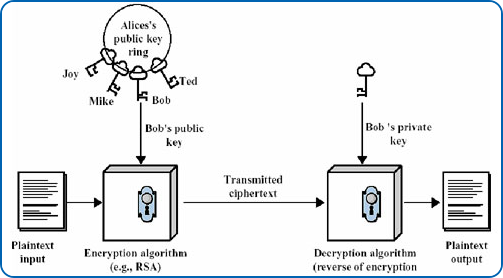 Alices's
public key
ring
Joy
Ted
Mike
Bob
Bob's public
key
Bob 's private
key
Transmitted
ciphertext
Plaintext
input
Encryption algorithm
(e.g., RSA)
Decryption algorithm
(reverse of encryption
Plaintext
output